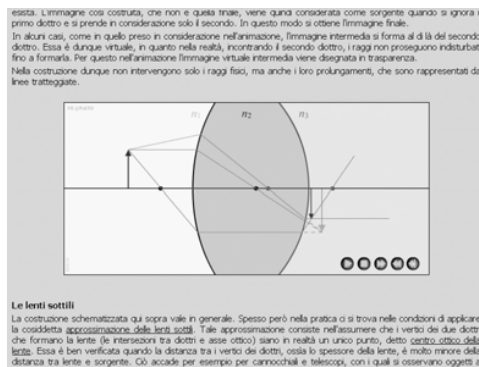 esista. L'immagine così costruita, che non è quella finale, viene quindi considerata come sorgente quando si ignora il
primo diottro e si prende in considerazione solo il secondo. In questo modo si ottiene l'immagine finale.
In alcuni casi, come in quello preso in considerazione nell'animazione, l'immagine intermedia si forma al di là del secondo
diottro. Essa è dunque virtuale, in quanto nella realtà, incontrando il secondo diottro, i raggi non proseguono indisturbati
fino a formarla. Per questo nell'animazione l'immagine virtuale intermedia viene disegnata in trasparenza.
Nella costruzione dunque non intervengono solo i raggi fisici, ma anche i loro prolungamenti, che sono rappresentati da
linee tratteggiate.
n1 n2 n3
Le lenti sottili
La costruzione schematizzata qui sopra vale in generale. Spesso però nella pratica ci si trova nelle condizioni di applicare
la cosiddetta approssimazione delle lenti sottili. Tale approssimazione consiste nell'assumere che i vertici dei due diottri
che formano la lente (le intersezioni tra diottri e asse ottico) siano in realtà un unico punto, detto centro ottico della
lente. Essa è ben verificata quando la distanza tra i vertici dei diottri, ossia lo spessore della lente, è molto minore della
distanza tra lente e sorgente. Ciò accade per esempio per cannocchiali e telescopi, con i quali si osservano oggetti a